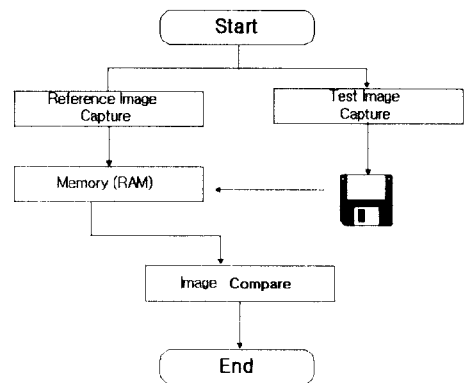 Start
Reference Image
Capture
Test Image
Capture
Memory (RAM)
Image Compare
End